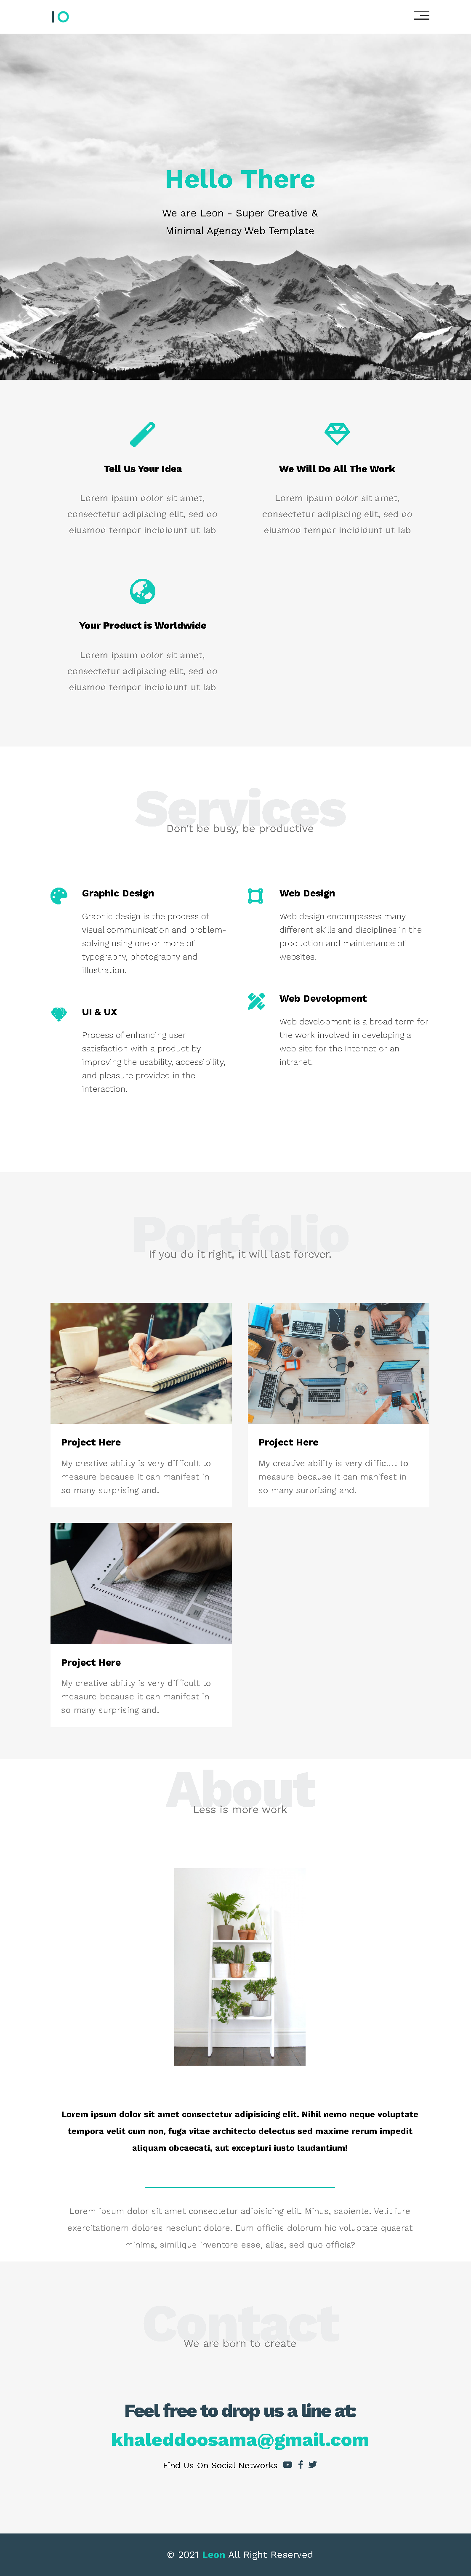 IO
Hello There
We are Leon - Super Creative &
Minimal Agency Web Template
Tell Us Your Idea
Lorem ipsum dolor sit amet,
consectetur adipiscing elit, sed do
eiusmod tempor incididunt ut lab
We Will Do All The Work
Lorem ipsum dolor sit amet,
consectetur adipiscing elit, sed do
eiusmod tempor incididunt ut lab
Your Product is Worldwide
Lorem ipsum dolor sit amet,
consectetur adipiscing elit, sed do
eiusmod tempor incididunt ut lab
Services
Don't be busy, be productive
Graphic Design
Graphic design is the process of
visual communication and problem-
solving using one or more of
typography, photography and
illustration.
UI & UX
Process of enhancing user
satisfaction with a product by
improving the usability, accessibility,
and pleasure provided in the
interaction.
Web Design
Web design encompasses many
different skills and disciplines in the
production and maintenance of
websites.
Web Development
Web development is a broad term for
the work involved in developing a
web site for the Internet or an
intranet.
Portfolio
If you do it right, it will last forever.
Project Here
My creative ability is very difficult to
measure because it can manifest in
so many surprising and.
Project Here
My creative ability is very difficult to
measure because it can manifest in
so many surprising and.
Project Here
My creative ability is very difficult to
measure because it can manifest in
so many surprising and.
About
Less is more work
Lorem ipsum dolor sit amet consectetur adipisicing elit. Nihil nemo neque voluptate
tempora velit cum non, fuga vitae architecto delectus sed maxime rerum impedit
aliquam obcaecati, aut excepturi iusto laudantium!
Lorem ipsum dolor sit amet consectetur adipisicing elit. Minus, sapiente. Velit iure
exercitationem dolores nesciunt dolore. Eum officiis dolorum hic voluptate quaerat
minima, similique inventore esse, alias, sed quo officia?
Contact
We are born to create
Feel free to drop us a line at:
khaleddoosama@gmail.com
Find Us On Social Networks
© 2021 Leon All Right Reserved